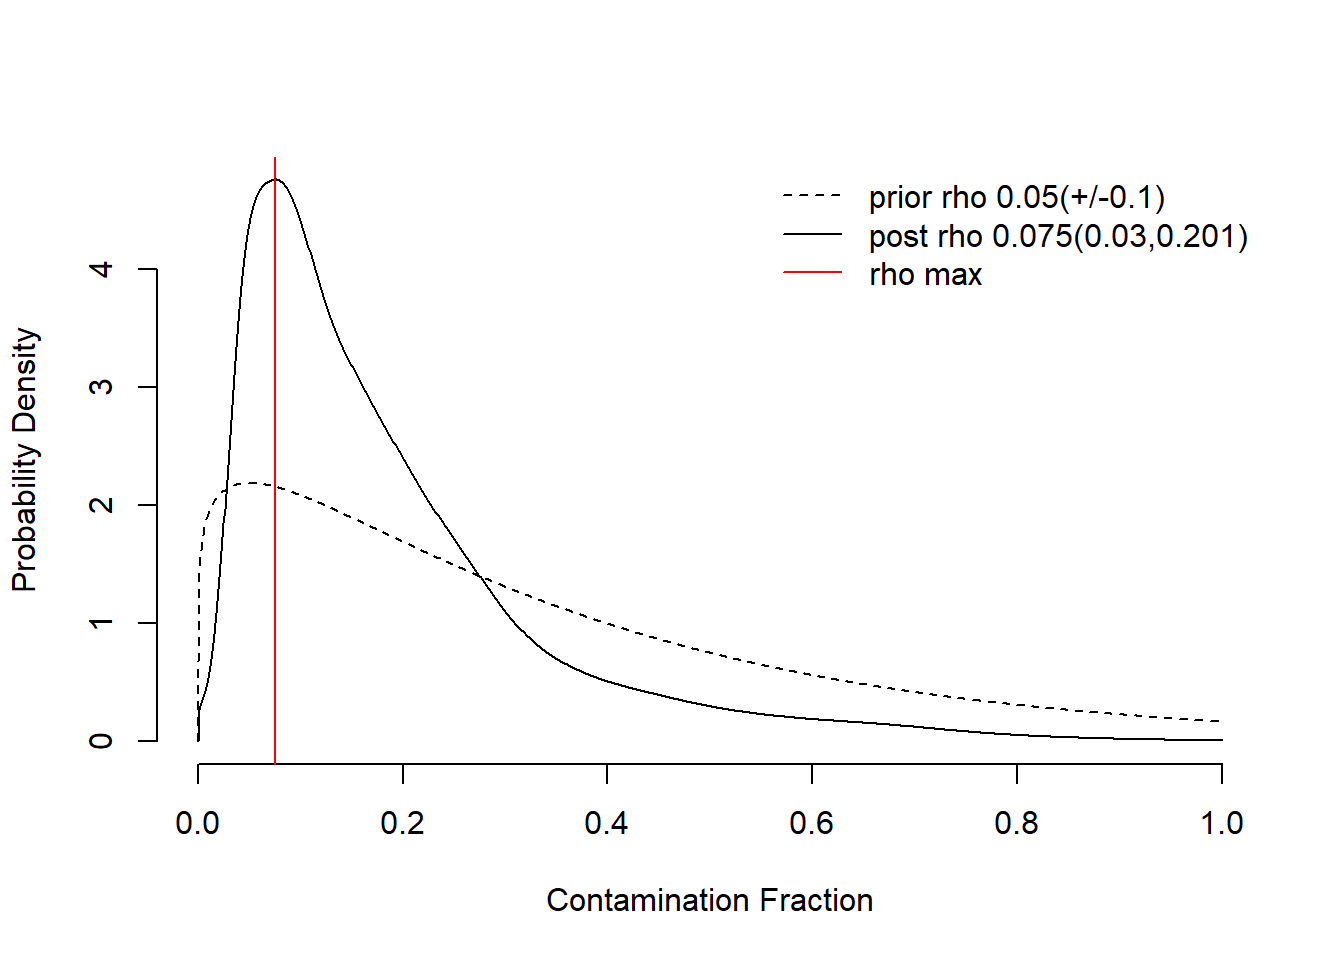 prior rho 0.05(+/-0.1)
post rho 0.075(0.03,0.201)
rho max
Probability Density
4
3
2
1
0
0.0 0.2 0.4 0.6 0.8 1.0
Contamination Fraction